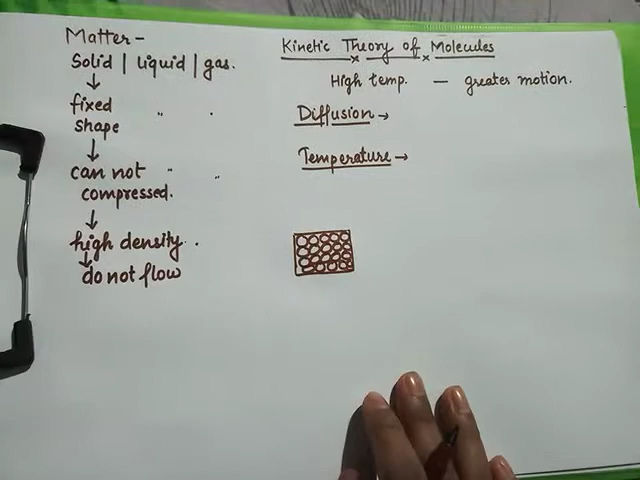 Matter -
Solid | liquid | gas.
↓
fixed " .
shape
↓
can not " "
compressed.
↓
high density .
↓
do not flow
Kinetic Theory of Molecules
High temp. — greater motion.
Diffusion →
Temperature →